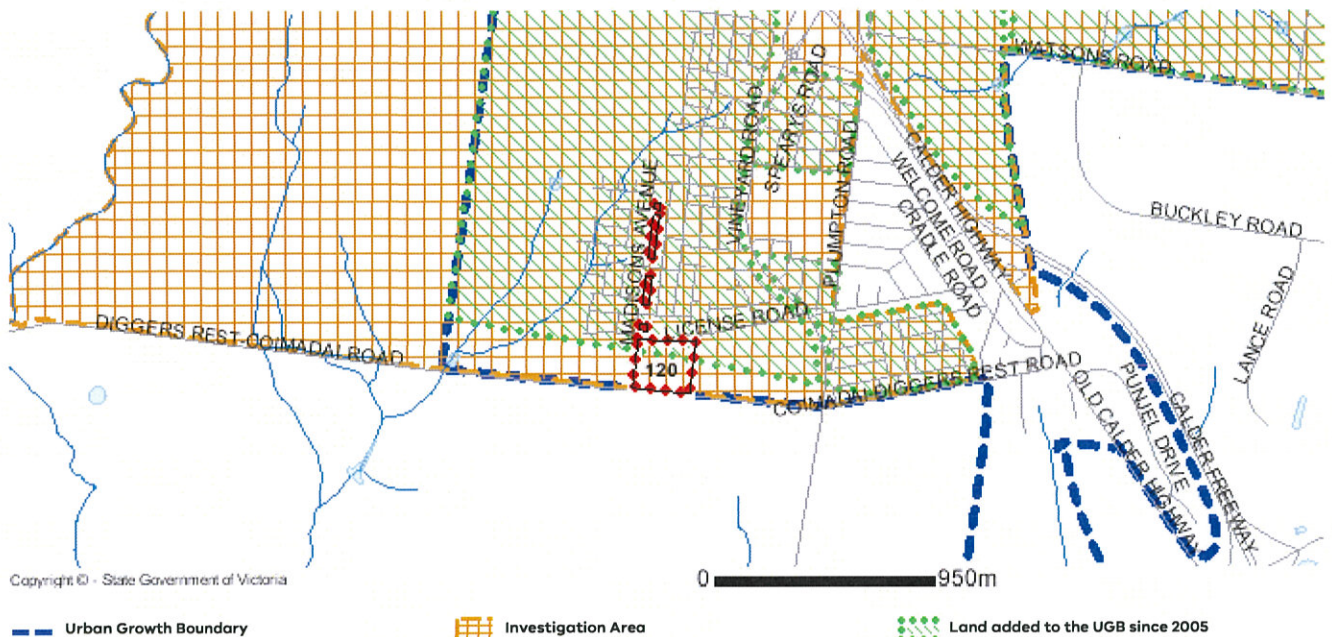 WATSONS ROAD
VINEYARD ROAD
SPEARYS ROAD
PLUMPTON ROAD
CALDER HIGHWAY
WELCOME ROAD
CRADLE ROAD
BUCKLEY ROAD
MADISONS AVENUE
LICENSE ROAD
LANCE ROAD
DIGGERS REST-COIMADAI ROAD
120
COIMADAI-DIGGERS REST ROAD
OLD CALDER HIGHWAY
PUNJEL DRIVE
CALDER FREEWAY
Copyright © - State Government of Victoria
0 950m
Urban Growth Boundary
Investigation Area
Land added to the UGB since 2005